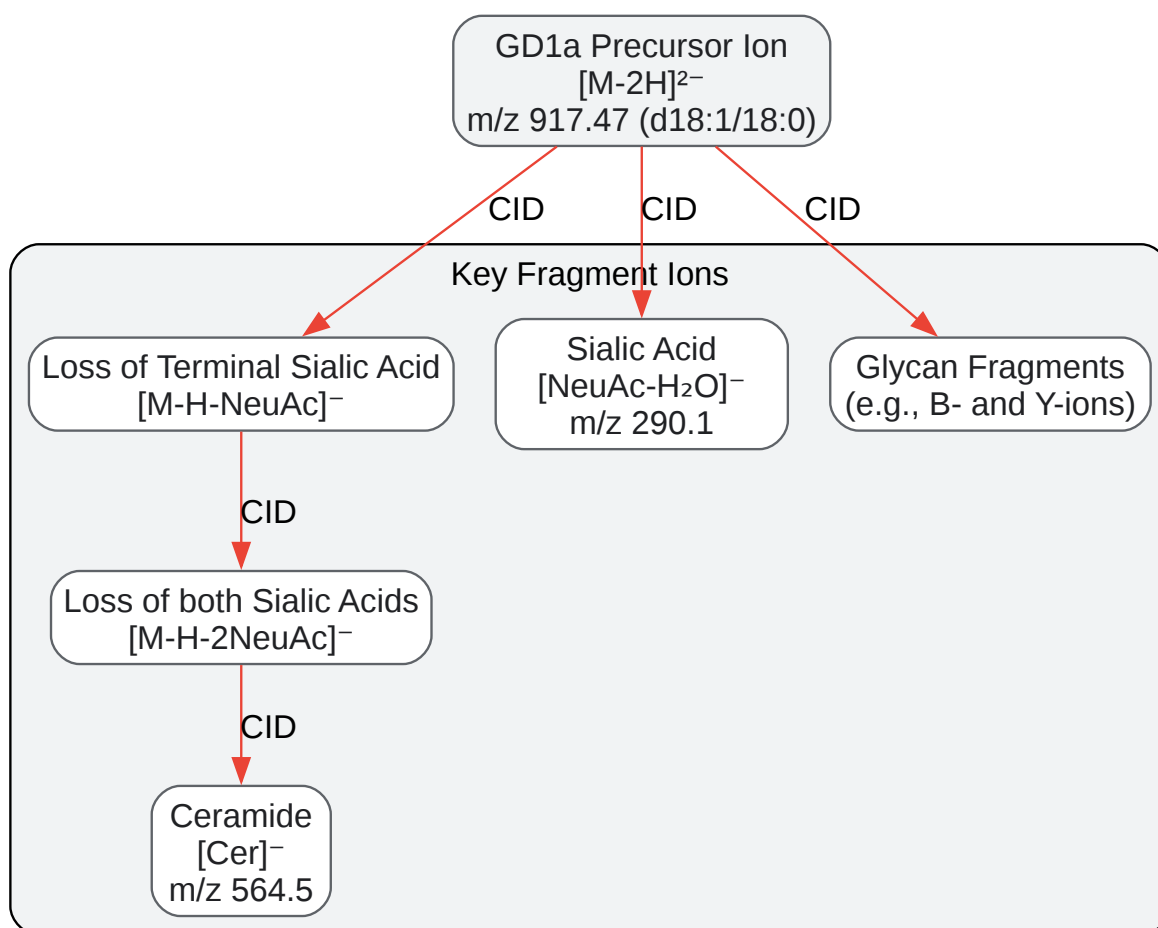 GD1a Precursor Ion
[M-2H]²⁻
m/z 917.47 (d18:1/18:0)
CID
CID
CID
Key Fragment Ions
Loss of Terminal Sialic Acid
[M-H-NeuAc]⁻
Sialic Acid
[NeuAc-H₂O]⁻
m/z 290.1
Glycan Fragments
(e.g., B- and Y-ions)
CID
Loss of both Sialic Acids
[M-H-2NeuAc]⁻
CID
Ceramide
[Cer]⁻
m/z 564.5